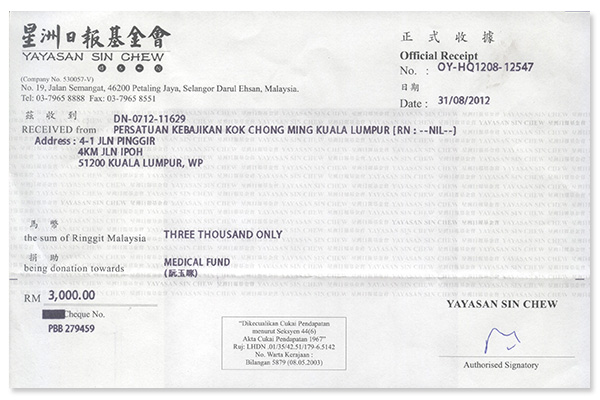 星洲日報基金會
YAYASAN SIN CHEW
(Company No. 530057-V)
No. 19, Jalan Semangat, 46200 Petaling Jaya, Selangor Darul Ehsan, Malaysia.
Tel: 03-7965 8888 Fax: 03-7965 8551
正式收據
Official Receipt
No. : OY-HQ1208-12547
日期
Date : 31/08/2012
茲收到 DN-0712-11629
RECEIVED from PERSATUAN KEBAJIKAN KOK CHONG MING KUALA LUMPUR [RN : --NIL--]
Address : 4-1 JLN PINGGIR
4KM JLN IPOH
51200 KUALA LUMPUR, WP
馬幣
the sum of Ringgit Malaysia THREE THOUSAND ONLY
捐助
being donation towards MEDICAL FUND
RM 3,000.00
Cheque No.
PBB 279459
"Dikecualikan Cukai Pendapatan
menurut Seksyen 44(6)
Akta Cukai Pendapatan 1967"
Ruj: LHDN .01/35/42.51/179-6.5142
No. Warta Kerajaan :
Bilangan 5879 (08.05.2003)
YAYASAN SIN CHEW
Authorised Signatory